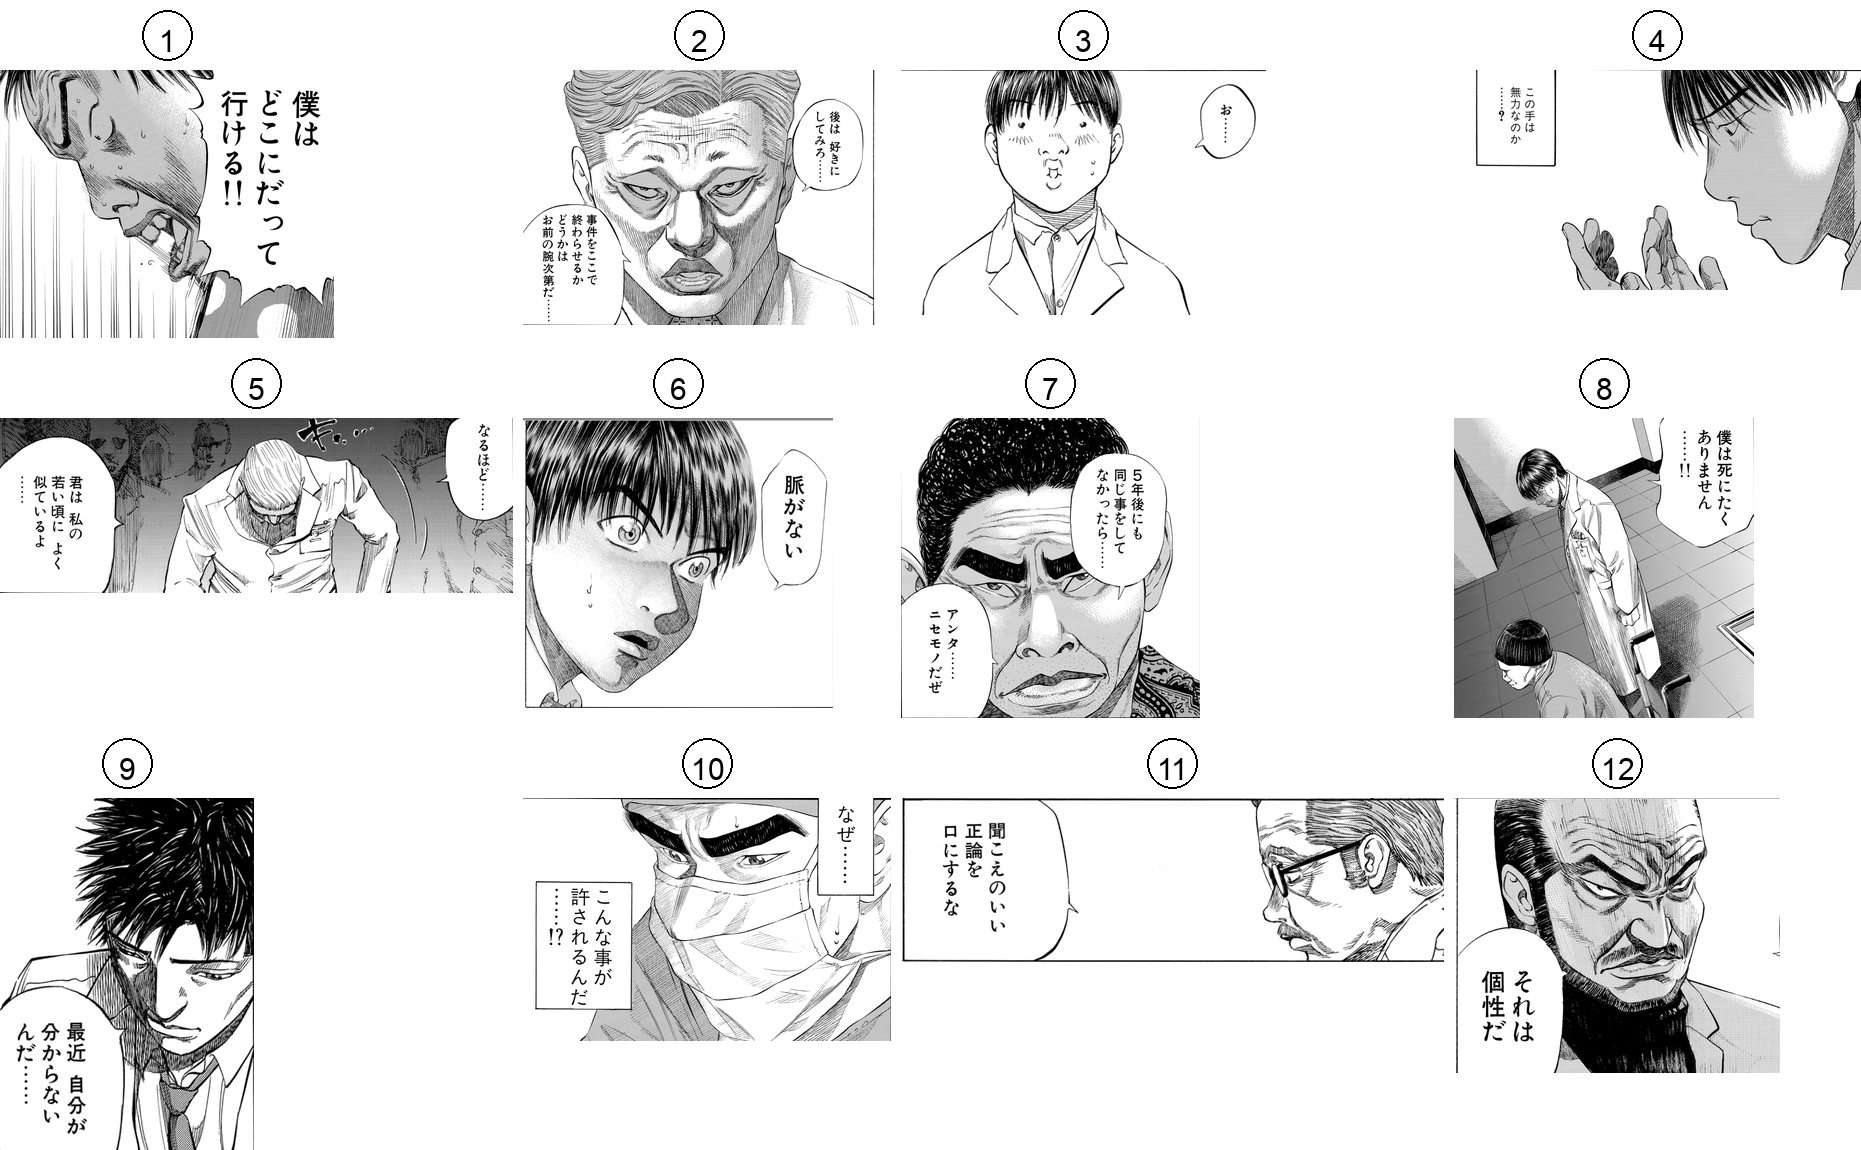 1
僕は
どこにだって
行ける!!
2
後は 好きに
してみろ……
事件をここで
終わらせるか
どうかは
お前の腕次第だ……
3
お……
4
この手は
無力なのか
……?
5
なるほど……
ギ…
君は 私の
若い頃に よく
似ているよ
……
6
脈がない
7
5年後にも
同じ事をして
なかったら……
アンタ……
ニセモノだぜ
8
僕は死にたく
ありません
……!!
9
最近 自分が
分からない
んだ……
10
なぜ……
こんな事が
許されるんだ
……!?
11
聞こえのいい
正論を
口にするな
12
それは
個性だ